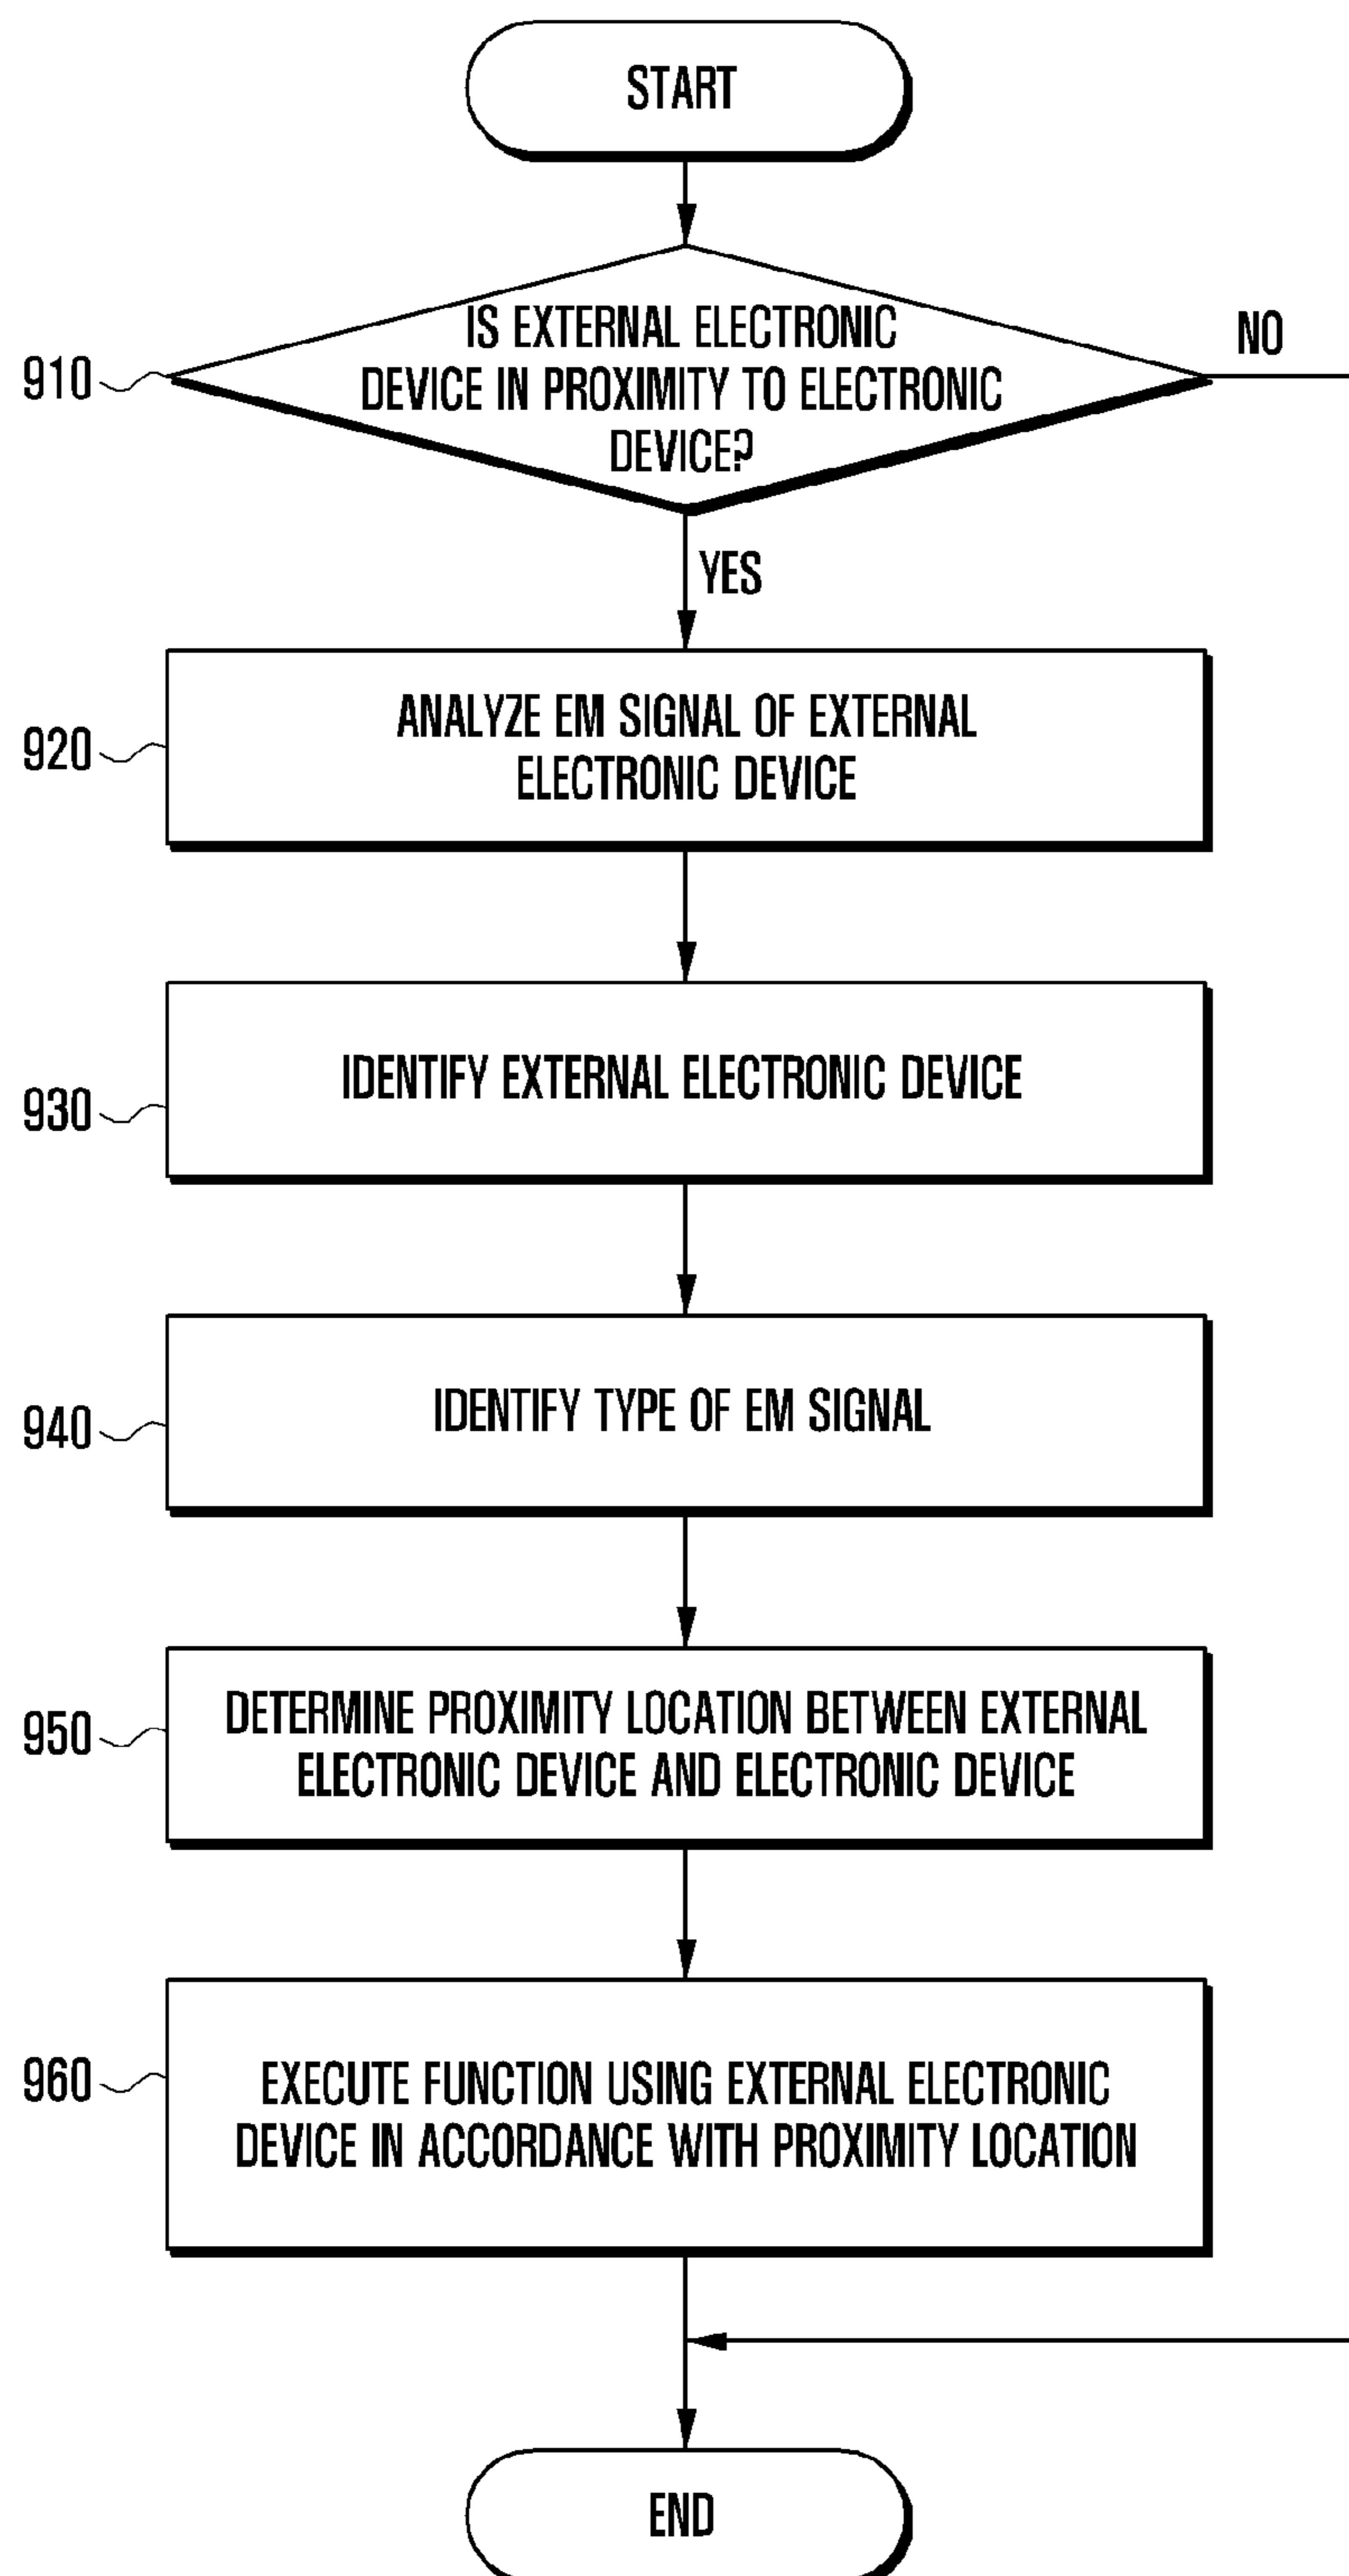 START
IS EXTERNAL ELECTRONIC
DEVICE IN PROXIMITY TO ELECTRONIC
DEVICE?
NO
910
YES
ANALYZE EM SIGNAL OF EXTERNAL
ELECTRONIC DEVICE
920
IDENTIFY EXTERNAL ELECTRONIC DEVICE
930
IDENTIFY TYPE OF EM SIGNAL
940
DETERMINE PROXIMITY LOCATION BETWEEN EXTERNAL
ELECTRONIC DEVICE AND ELECTRONIC DEVICE
950
EXECUTE FUNCTION USING EXTERNAL ELECTRONIC
DEVICE IN ACCORDANCE WITH PROXIMITY LOCATION
960
END